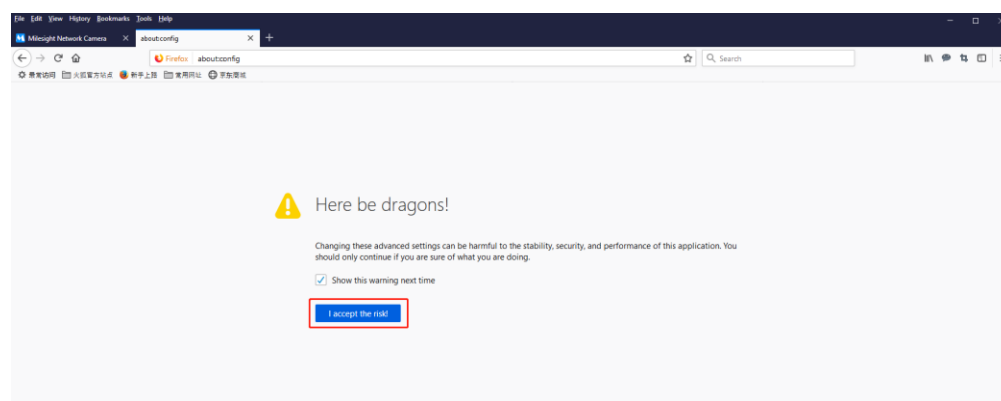 File Edit View History Bookmarks Tools Help
Milesight Network Camera about:config
Firefox about:config Search
最常访问 火狐官方站点 新手上路 常用网址 京东商城
Here be dragons!
Changing these advanced settings can be harmful to the stability, security, and performance of this application. You
should only continue if you are sure of what you are doing.
Show this warning next time
I accept the risk!